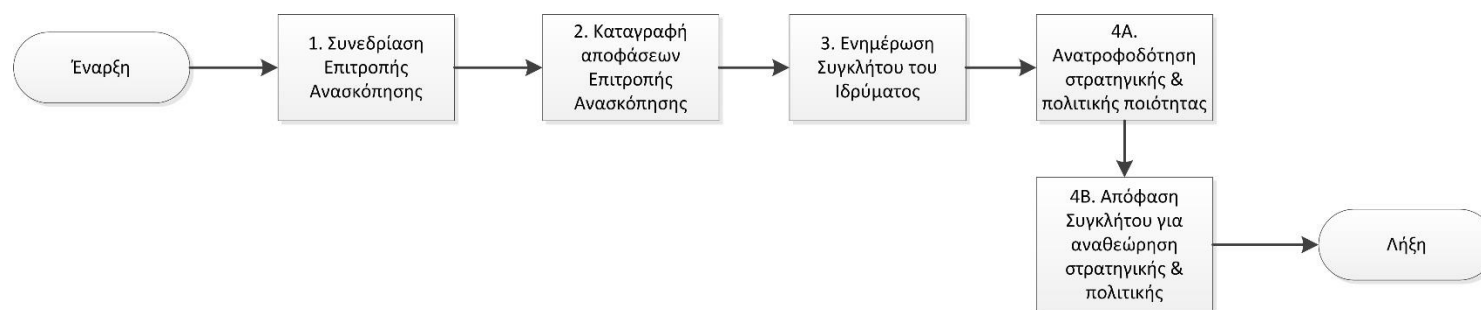 Έναρξη
1. Συνεδρίαση
Επιτροπής
Ανασκόπησης
2. Καταγραφή
αποφάσεων
Επιτροπής
Ανασκόπησης
3. Ενημέρωση
Συγκλήτου του
Ιδρύματος
4Α.
Ανατροφοδότηση
στρατηγικής &
πολιτικής ποιότητας
4Β. Απόφαση
Συγκλήτου για
αναθεώρηση
στρατηγικής &
πολιτικής
Λήξη